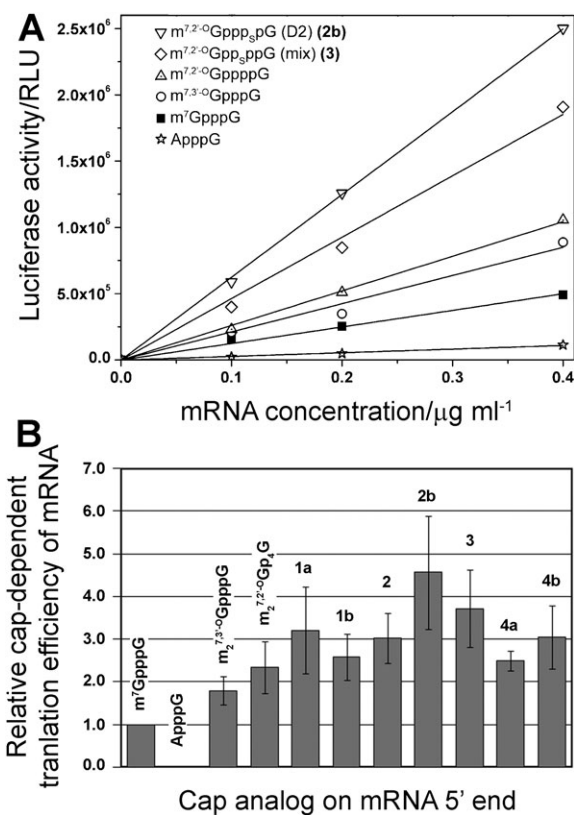 A
m⁷,²'⁻ᴼGpppₛpG (D2) (2b)
m⁷,²'⁻ᴼGppₛppG (mix) (3)
m⁷,²'⁻ᴼGppppG
m⁷,³'⁻ᴼGpppG
m⁷GpppG
ApppG
Luciferase activity/RLU
2.5x10⁶
2.0x10⁶
1.5x10⁶
1.0x10⁶
5.0x10⁵
0.0
0.0 0.1 0.2 0.3 0.4
mRNA concentration/µg ml⁻¹
B
Relative cap-dependent
tranlation efficiency of mRNA
7.0
6.0
5.0
4.0
3.0
2.0
1.0
0.0
m⁷GpppG
ApppG
m₂⁷,³'⁻ᴼGpppG
m₂⁷,²'⁻ᴼGp₄G
1a
1b
2
2b
3
4a
4b
Cap analog on mRNA 5' end